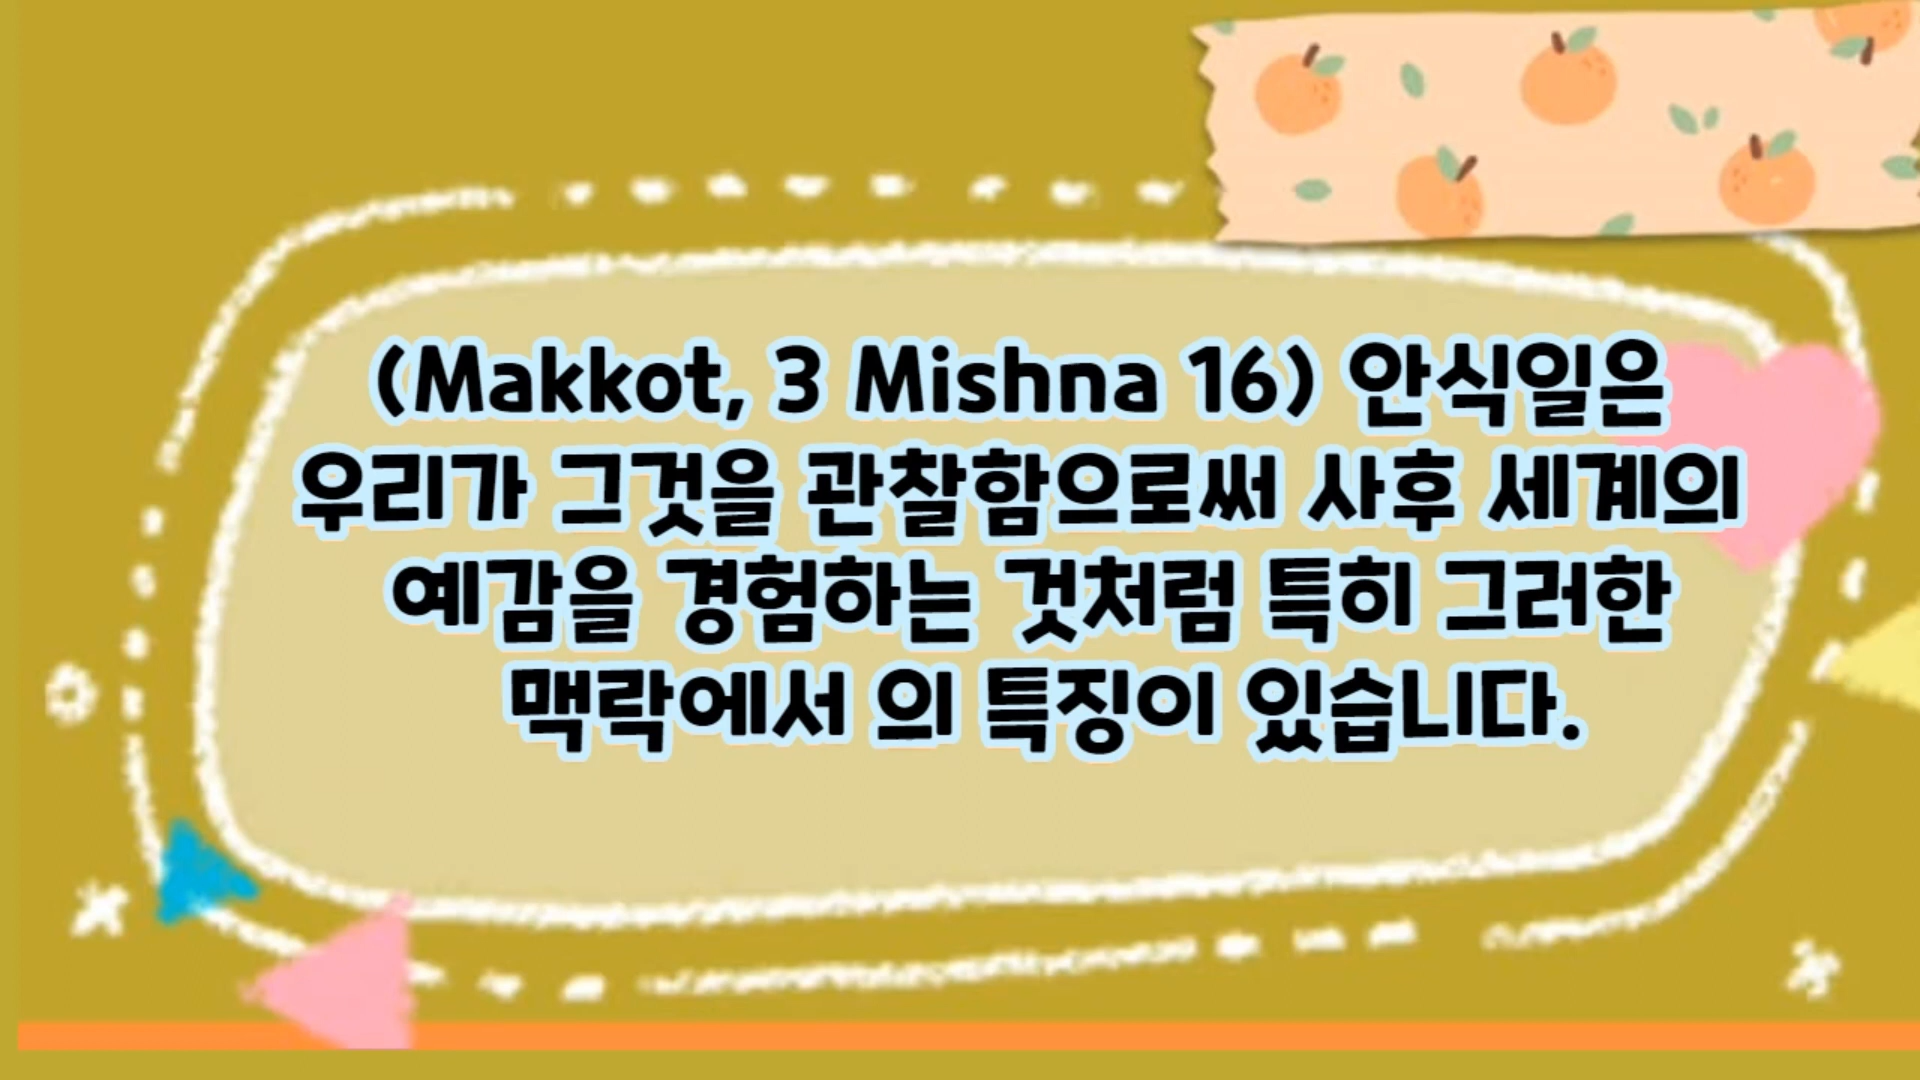 (Makkot, 3 Mishna 16) 안식일은
우리가 그것을 관찰함으로써 사후 세계의
예감을 경험하는 것처럼 특히 그러한
맥락에서 의 특징이 있습니다.